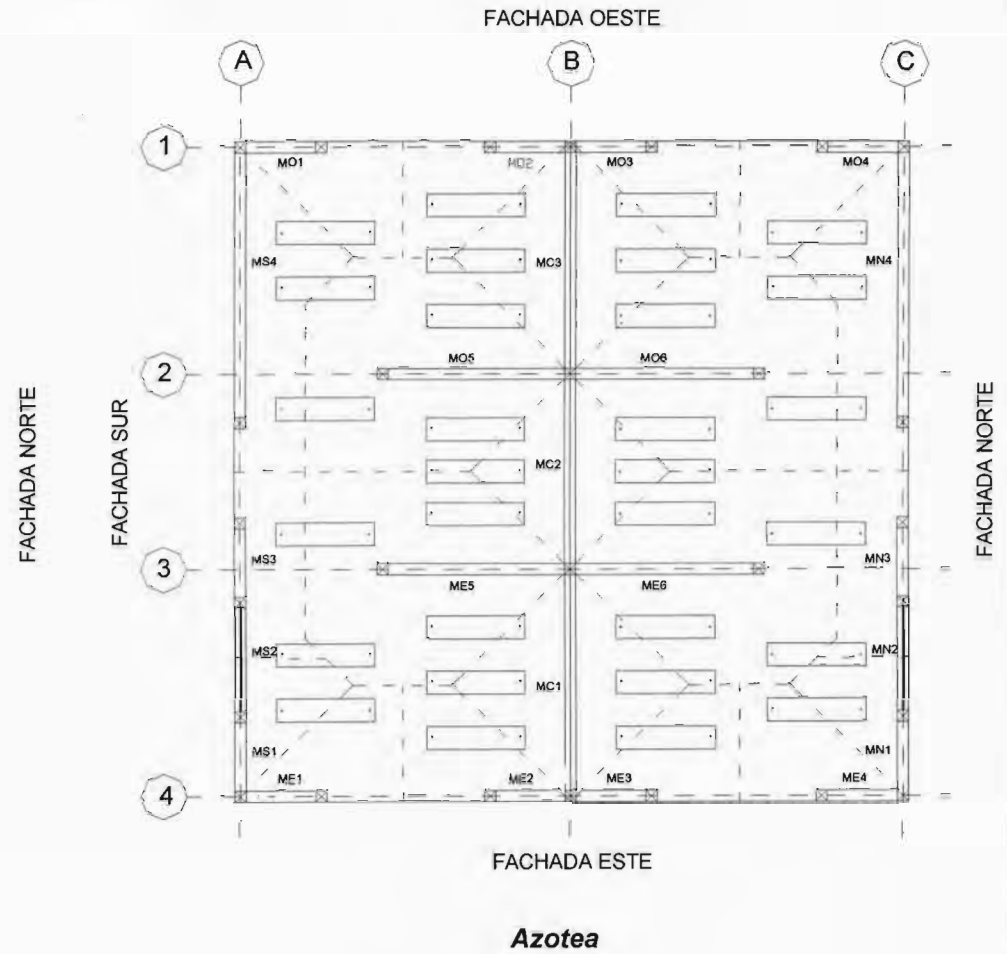 FACHADA OESTE
A B C
1
MO1 MO2 MO3 MO4
MS4 MC3 MN4
MO5 MO6
2
FACHADA NORTE
FACHADA SUR
FACHADA NORTE
MC2
3
MS3 ME5 ME6 MN3
MS2 MN2
MC1
MS1 MN1
ME1 ME2 ME3 ME4
4
FACHADA ESTE
Azotea